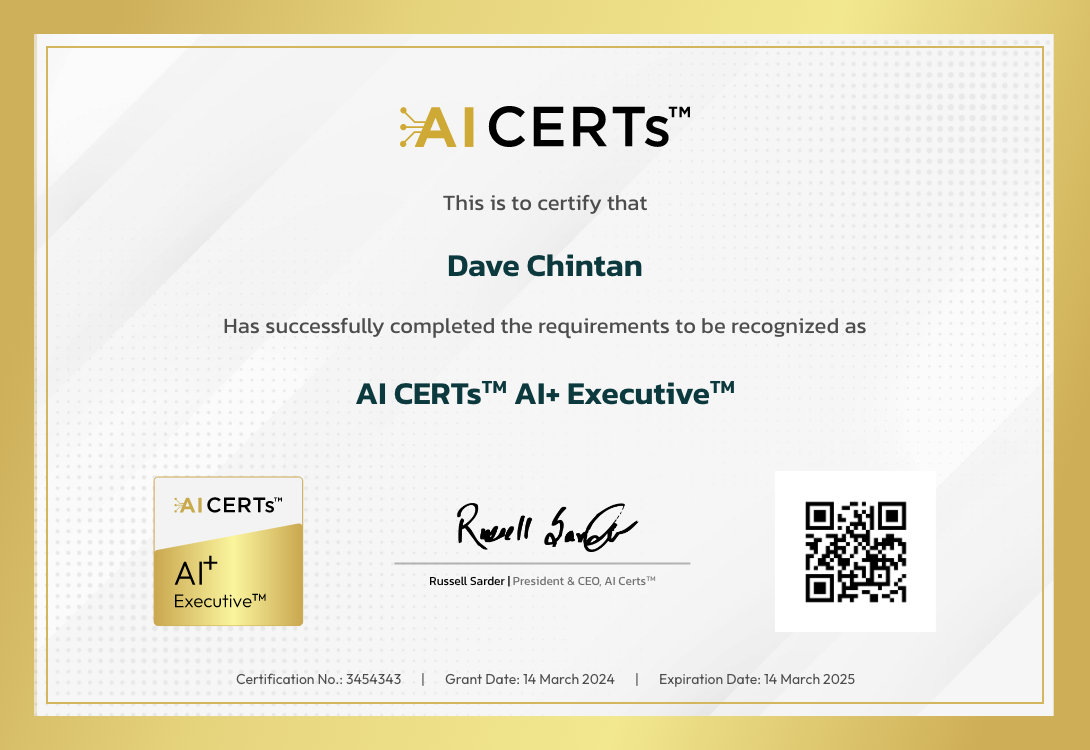 AI CERTs™
This is to certify that
Dave Chintan
Has successfully completed the requirements to be recognized as
AI CERTs™ AI+ Executive™
AI CERTs™
AI+
Executive™
Russell Sarder
Russell Sarder | President & CEO, AI Certs™
Certification No.: 3454343 | Grant Date: 14 March 2024 | Expiration Date: 14 March 2025